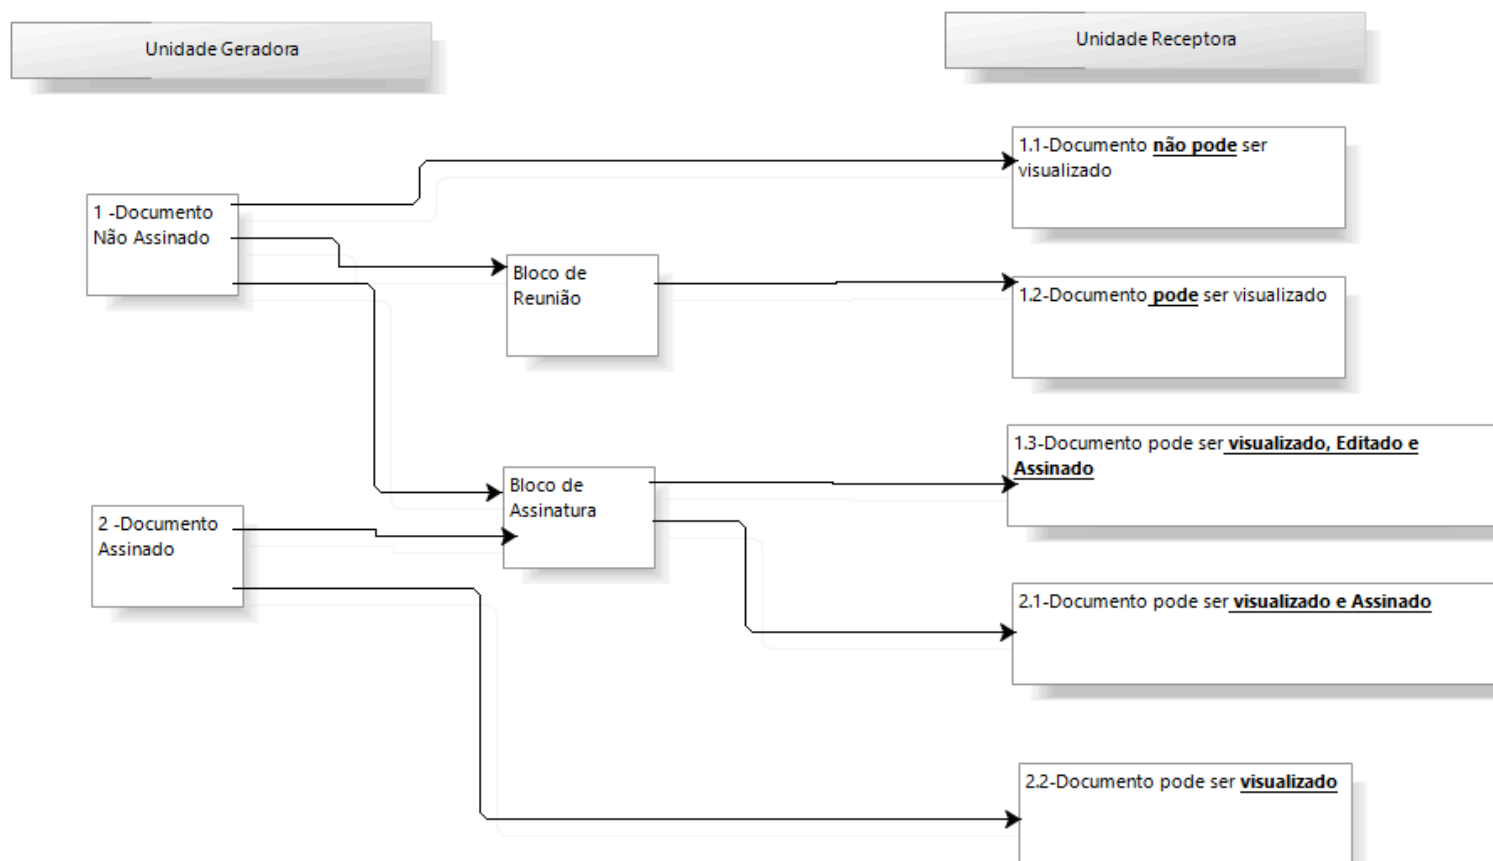 Unidade Geradora
Unidade Receptora
1.1-Documento não pode ser
visualizado
1 -Documento
Não Assinado
Bloco de
Reunião
1.2-Documento pode ser visualizado
1.3-Documento pode ser visualizado, Editado e
Assinado
Bloco de
Assinatura
2 -Documento
Assinado
2.1-Documento pode ser visualizado e Assinado
2.2-Documento pode ser visualizado